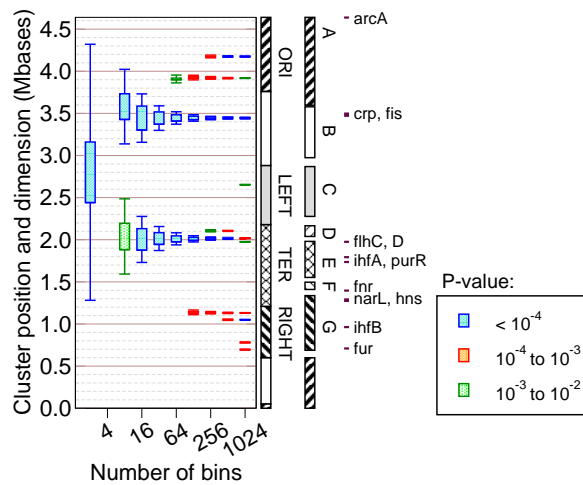 Cluster position and dimension (Mbases)
4.5
4.0
3.5
3.0
2.5
2.0
1.5
1.0
0.5
0.0
4
16
64
256
1024
Number of bins
ORI
LEFT
TER
RIGHT
A
B
C
D
E
F
G
arcA
crp, fis
flhC, D
ihfA, purR
fnr
narL, hns
ihfB
fur
P-value:
< 10⁻⁴
10⁻⁴ to 10⁻³
10⁻³ to 10⁻²